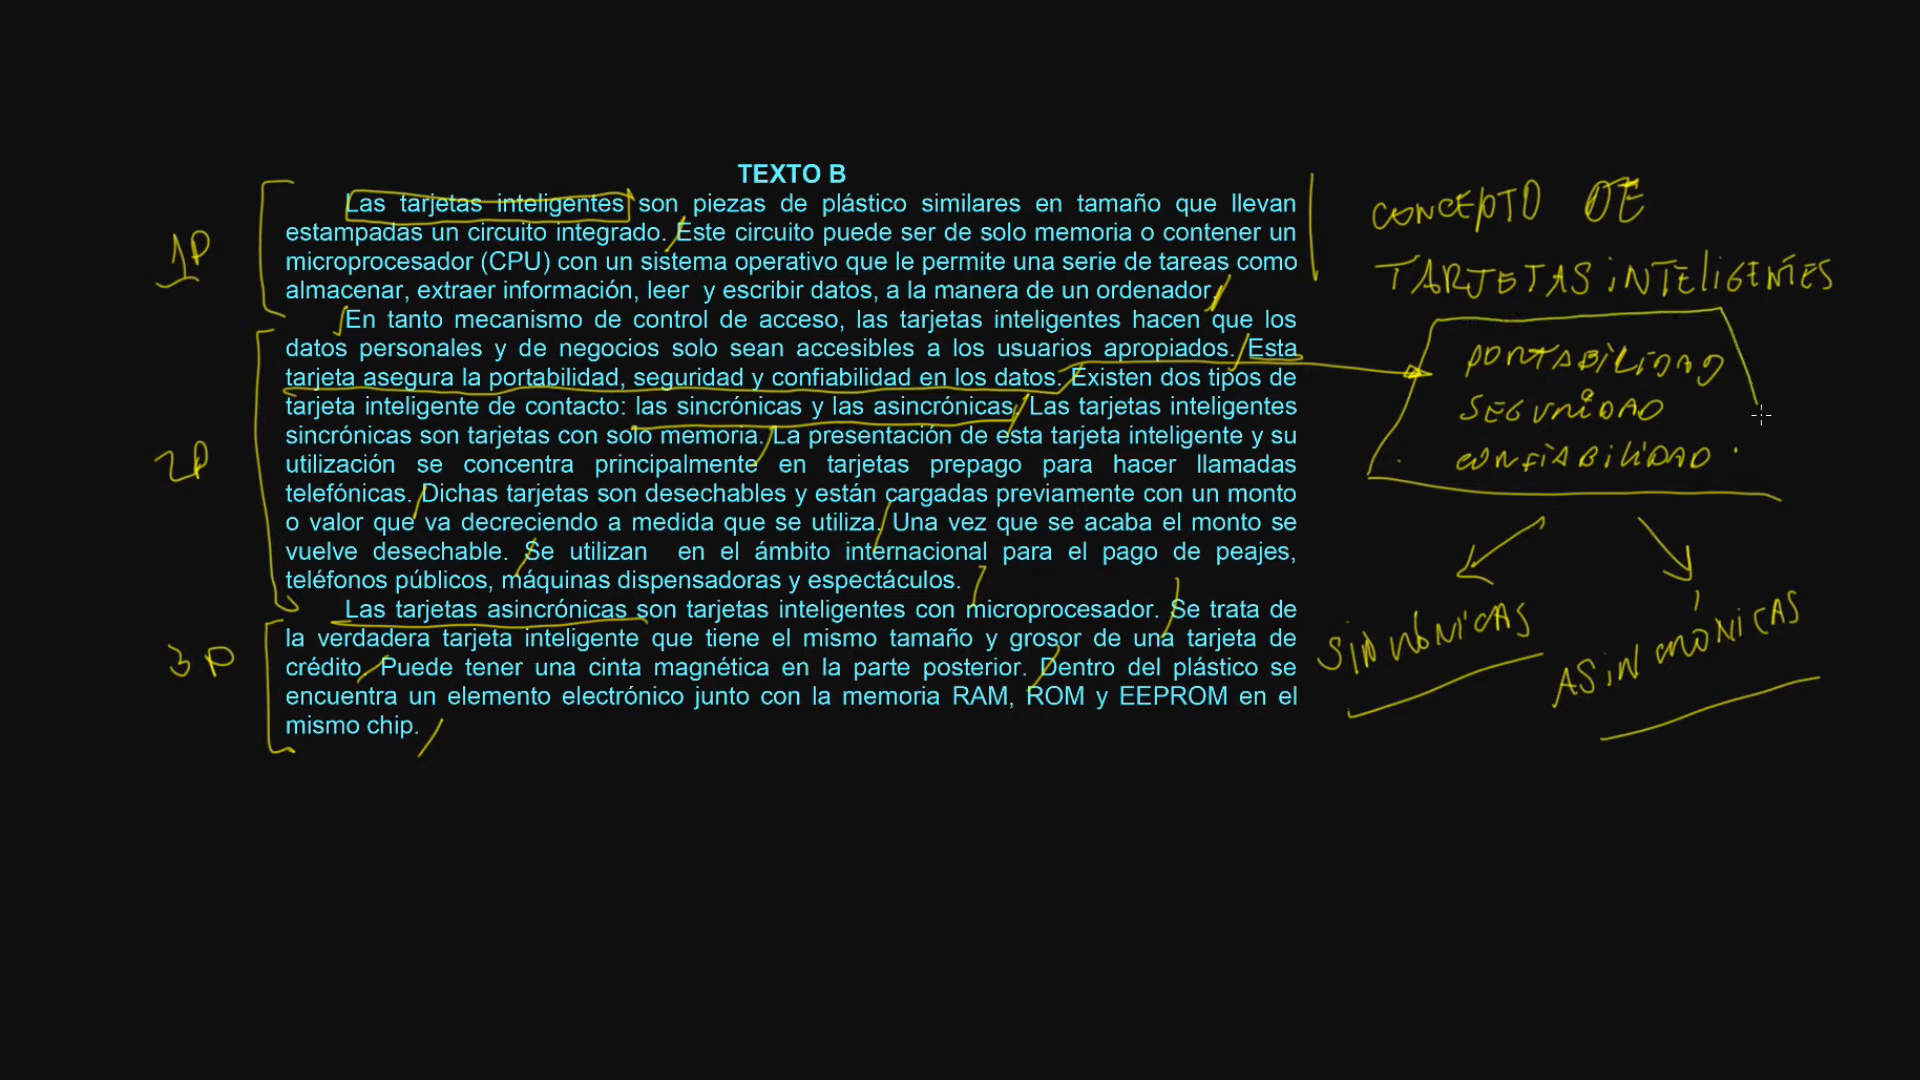 TEXTO B
Las tarjetas inteligentes son piezas de plástico similares en tamaño que llevan
estampadas un circuito integrado. Este circuito puede ser de solo memoria o contener un
microprocesador (CPU) con un sistema operativo que le permite una serie de tareas como
almacenar, extraer información, leer y escribir datos, a la manera de un ordenador.
En tanto mecanismo de control de acceso, las tarjetas inteligentes hacen que los
datos personales y de negocios solo sean accesibles a los usuarios apropiados. Esta
tarjeta asegura la portabilidad, seguridad y confiabilidad en los datos. Existen dos tipos de
tarjeta inteligente de contacto: las sincrónicas y las asincrónicas. Las tarjetas inteligentes
sincrónicas son tarjetas con solo memoria. La presentación de esta tarjeta inteligente y su
utilización se concentra principalmente en tarjetas prepago para hacer llamadas
telefónicas. Dichas tarjetas son desechables y están cargadas previamente con un monto
o valor que va decreciendo a medida que se utiliza. Una vez que se acaba el monto se
vuelve desechable. Se utilizan en el ámbito internacional para el pago de peajes,
teléfonos públicos, máquinas dispensadoras y espectáculos.
Las tarjetas asincrónicas son tarjetas inteligentes con microprocesador. Se trata de
la verdadera tarjeta inteligente que tiene el mismo tamaño y grosor de una tarjeta de
crédito. Puede tener una cinta magnética en la parte posterior. Dentro del plástico se
encuentra un elemento electrónico junto con la memoria RAM, ROM y EEPROM en el
mismo chip.
1P
2P
3P
CONCEPTO DE
TARJETAS INTELIGENTES
PORTABILIDAD
SEGURIDAD
CONFIABILIDAD
SINCRÓNICAS
ASINCRÓNICAS